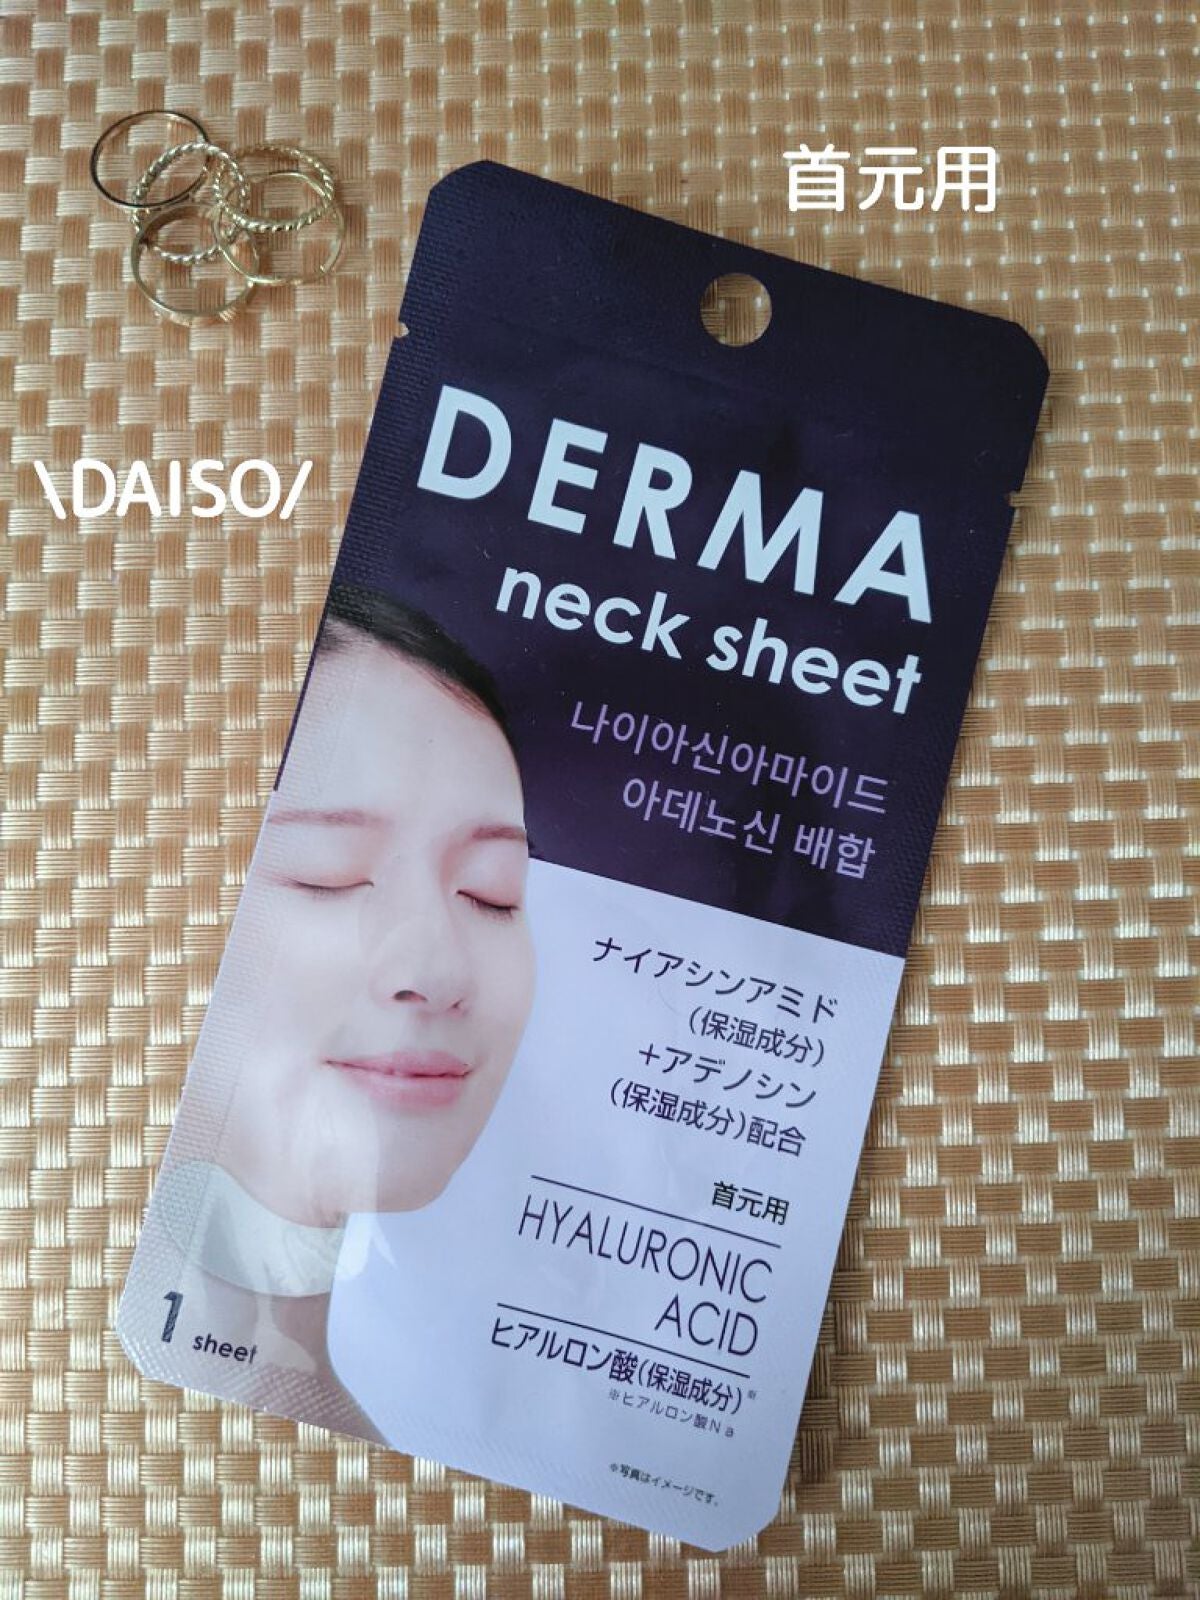 首元用
\DAISO/
DERMA
neck sheet
나이아신아마이드
아데노신 배합
ナイアシンアミド
(保湿成分)
+アデノシン
(保湿成分)配合
首元用
HYALURONIC
ACID
ヒアルロン酸(保湿成分)※
※ヒアルロン酸Na
※写真はイメージです。
1 sheet